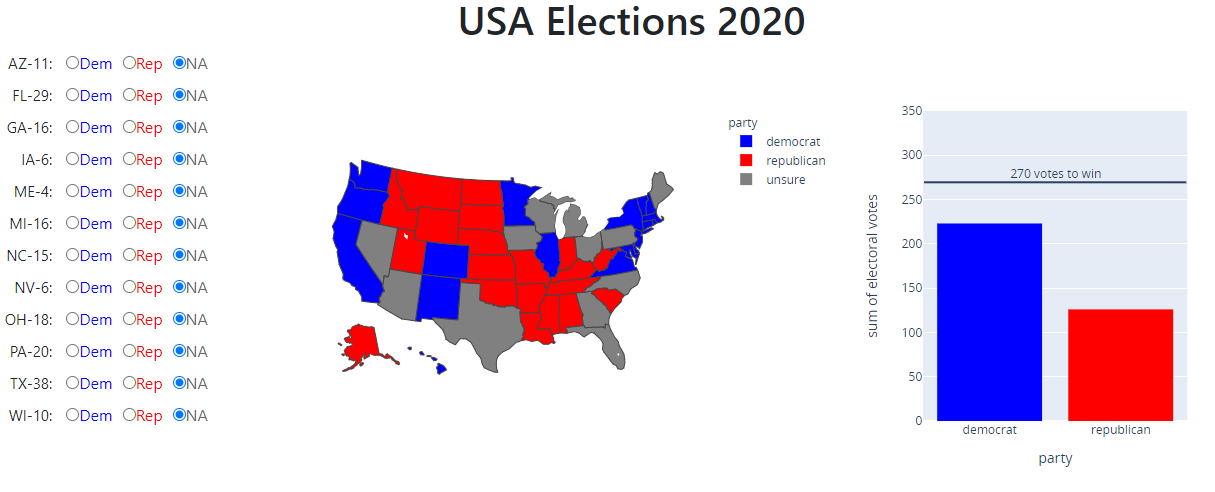 USA Elections 2020
AZ-11: Dem Rep NA
FL-29: Dem Rep NA
GA-16: Dem Rep NA
IA-6: Dem Rep NA
ME-4: Dem Rep NA
MI-16: Dem Rep NA
NC-15: Dem Rep NA
NV-6: Dem Rep NA
OH-18: Dem Rep NA
PA-20: Dem Rep NA
TX-38: Dem Rep NA
WI-10: Dem Rep NA
party
democrat
republican
unsure
sum of electoral votes
350
300
250
200
150
100
50
0
270 votes to win
democrat republican
party